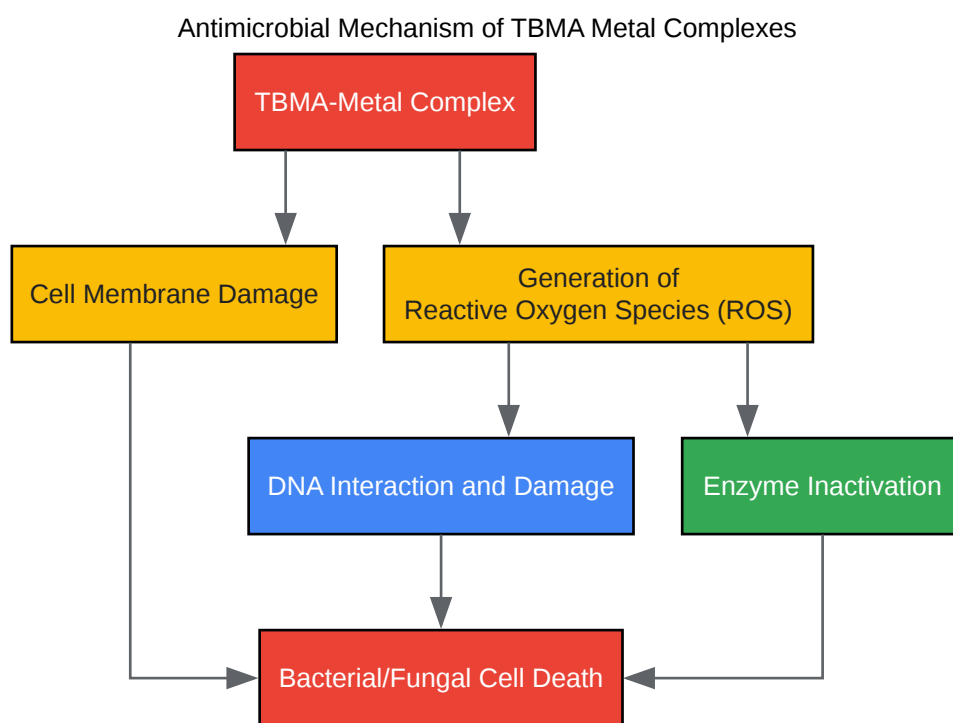 Antimicrobial Mechanism of TBMA Metal Complexes
TBMA-Metal Complex
Cell Membrane Damage
Generation of
Reactive Oxygen Species (ROS)
DNA Interaction and Damage
Enzyme Inactivation
Bacterial/Fungal Cell Death